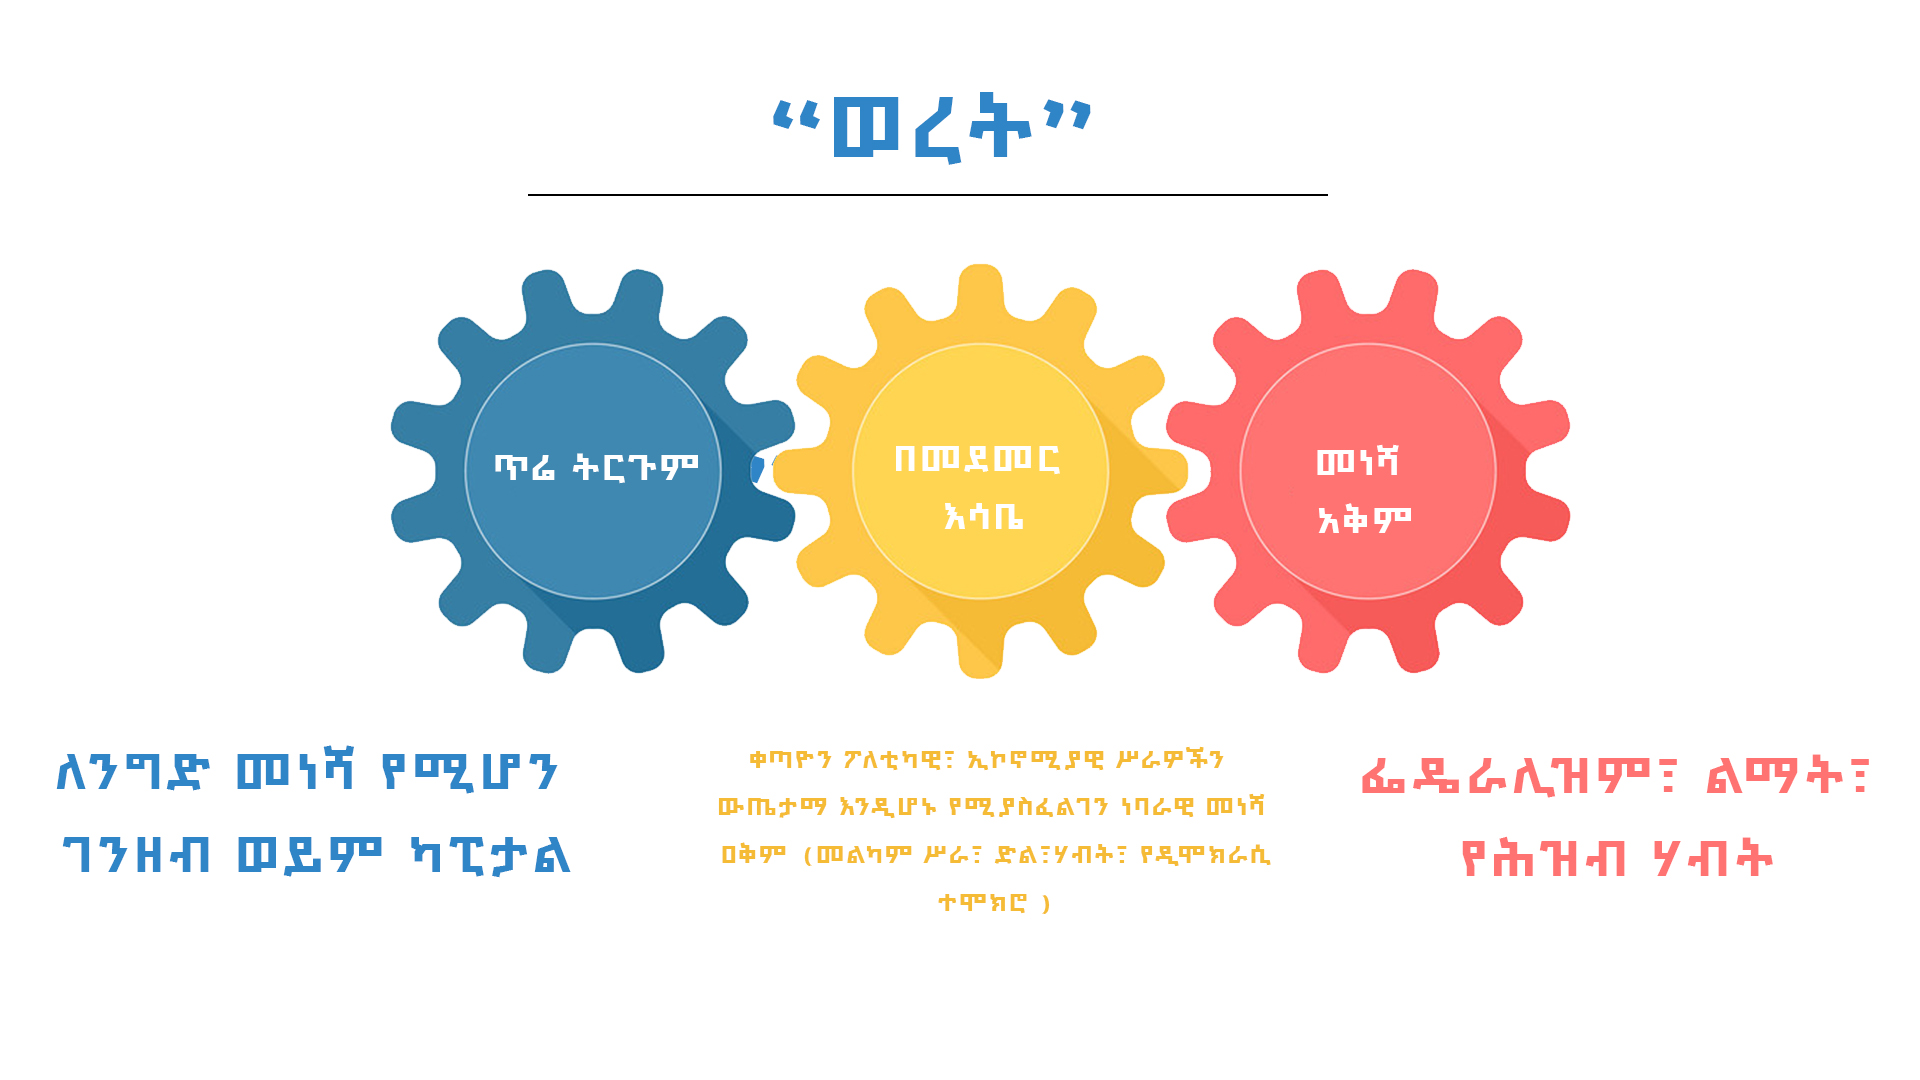 “ወረት”
ጥሬ ትርጉም
በመደመር
እሳቤ
መነሻ
አቅም
ለንግድ መነሻ የሚሆን
ገንዘብ ወይም ካፒታል
ቀጣዮን ፖለቲካዊ፣ ኢኮኖሚያዊ ሥራዎችን
ውጤታማ እንዲሆኑ የሚያስፈልገን ነባራዊ መነሻ
ዐቅም (መልካም ሥራ፣ ድል፣ሃብት፣ የዲሞክራሲ
ተሞክሮ )
ፌዴራሊዝም፣ ልማት፣
የሕዝብ ሃብት